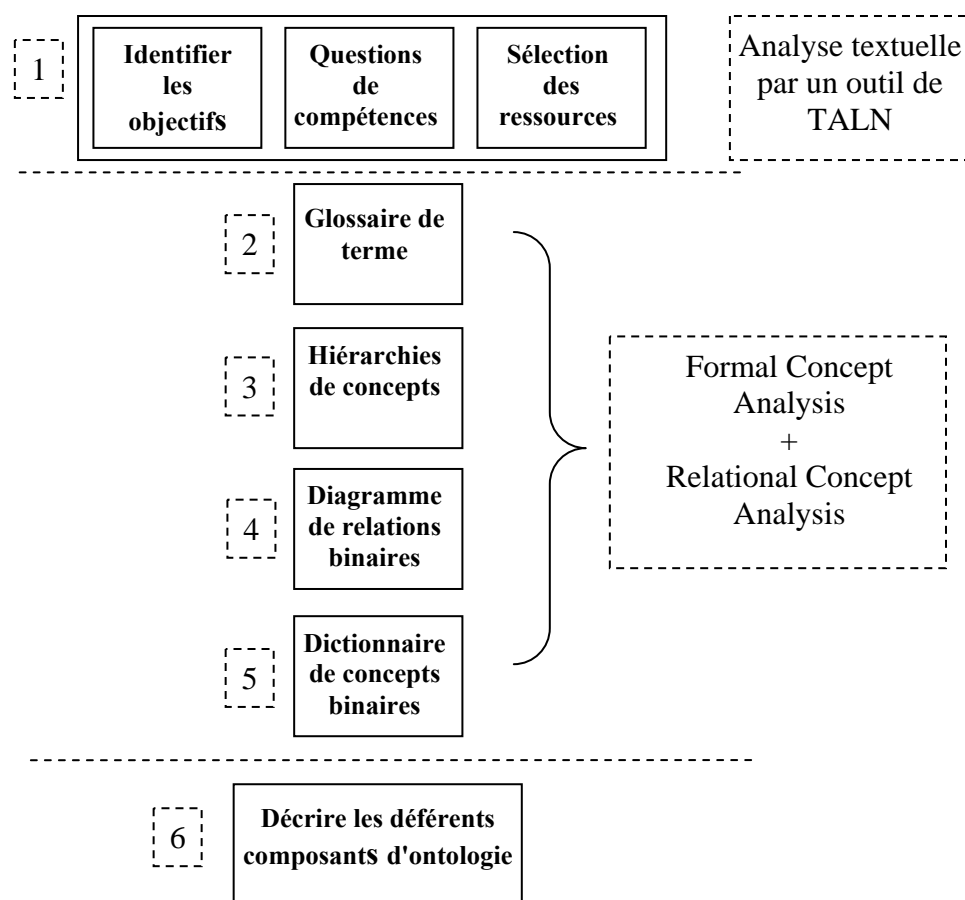 1
Identifier
les
objectifs
Questions
de
compétences
Sélection
des
ressources
Analyse textuelle
par un outil de
TALN
2
Glossaire de
terme
3
Hiérarchies
de concepts
4
Diagramme
de relations
binaires
5
Dictionnaire
de concepts
binaires
Formal Concept
Analysis
+
Relational Concept
Analysis
6
Décrire les déférents
composants d'ontologie